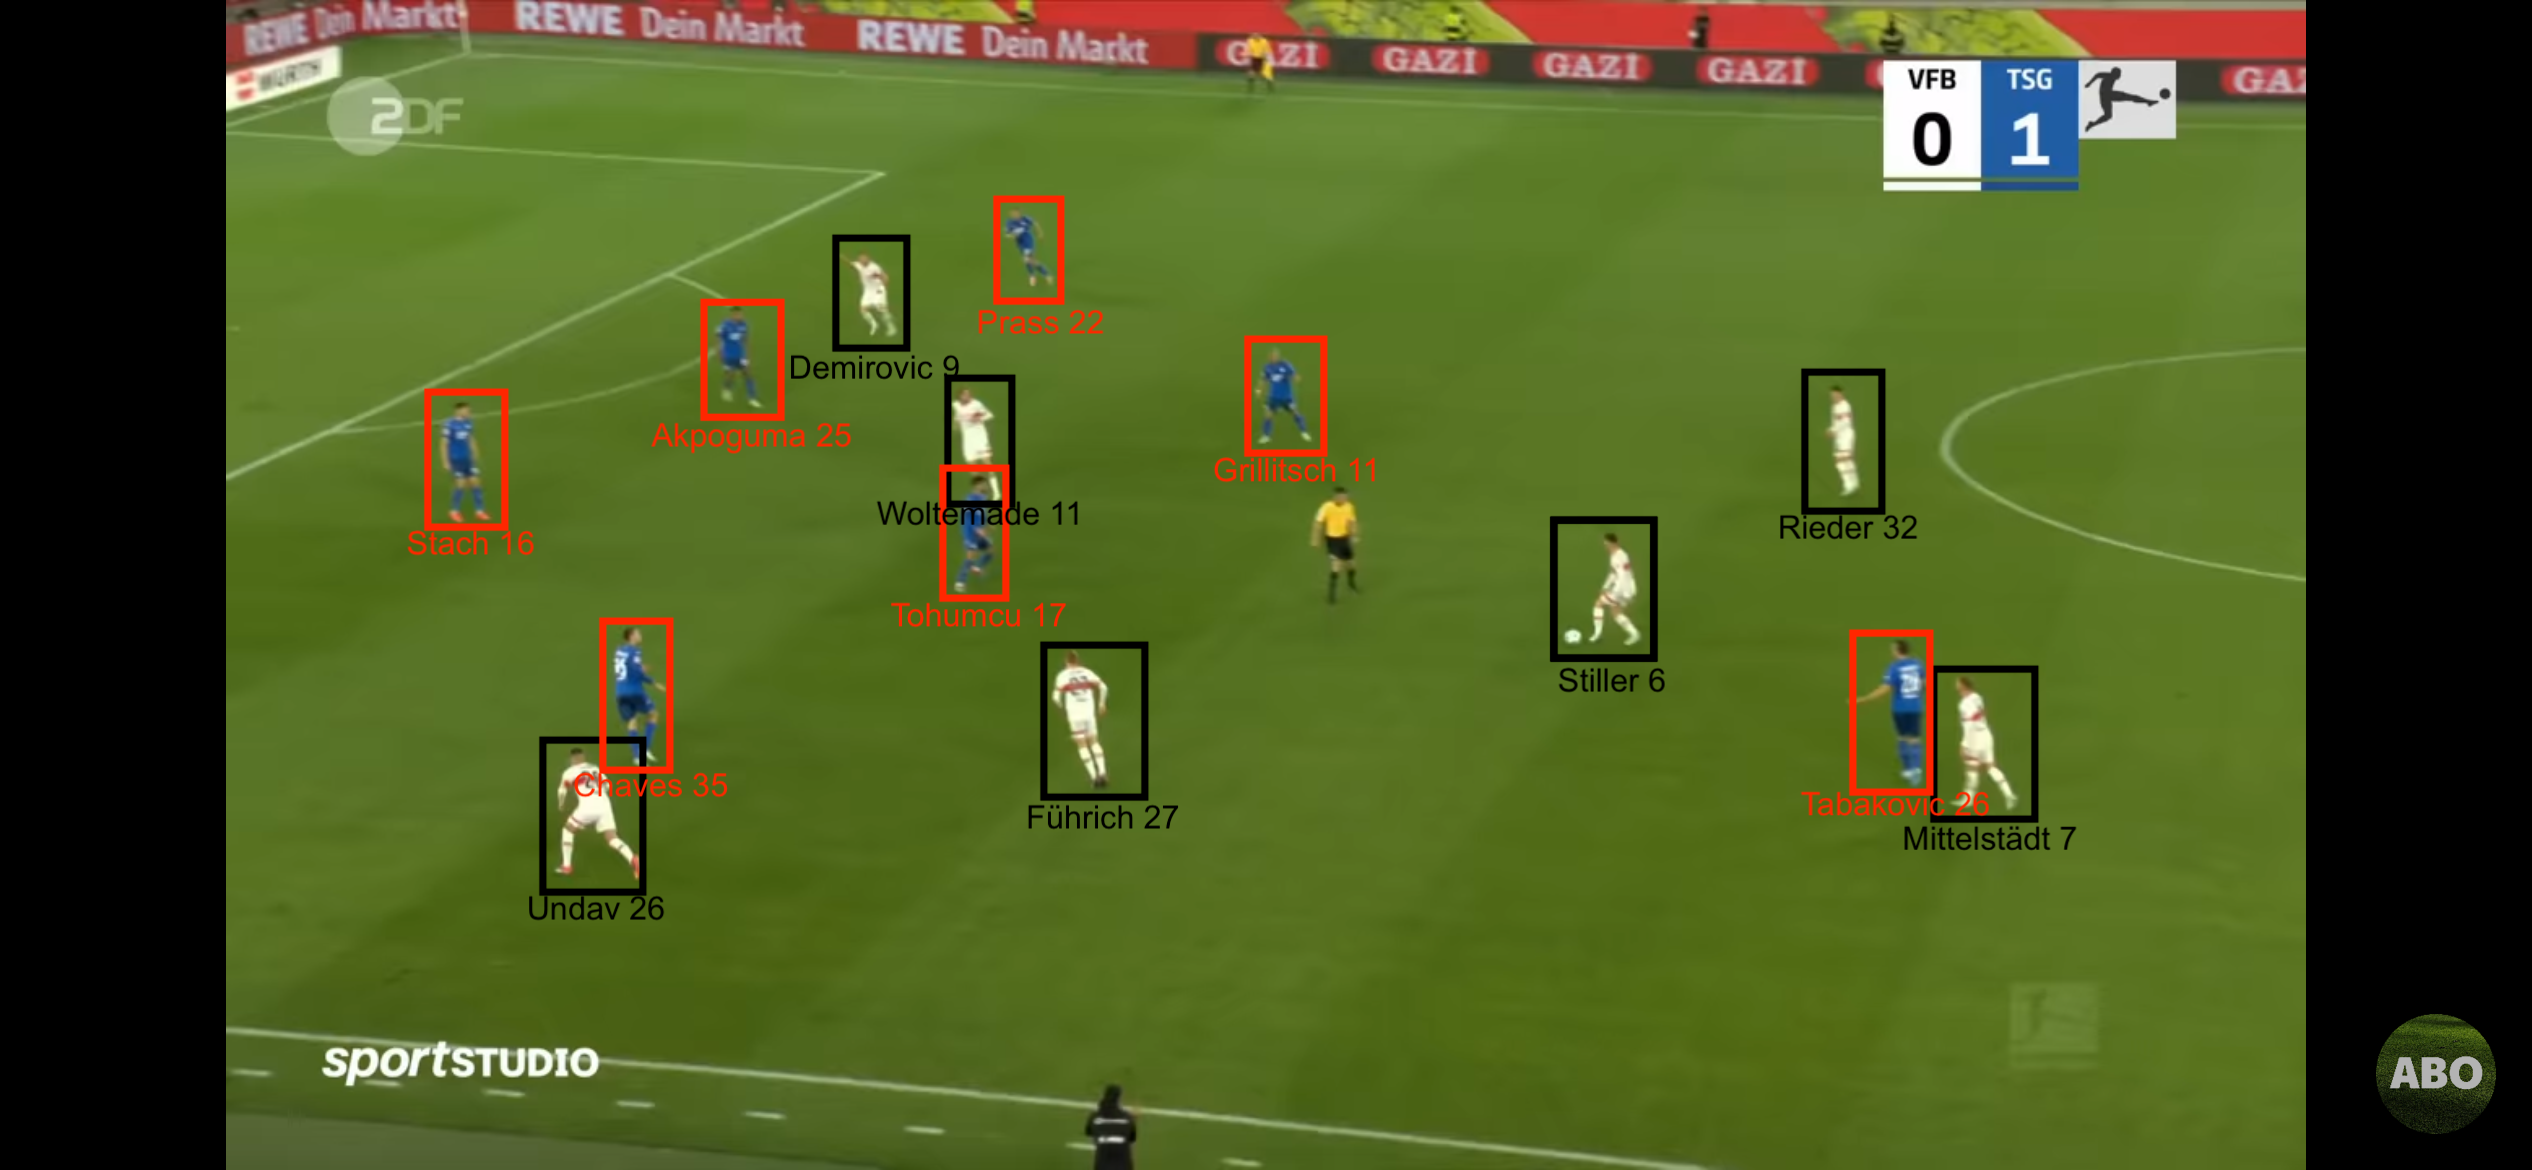 REWE Dein Markt
REWE Dein Markt
REWE Dein Markt
GAZİ
GAZİ
GAZİ
GAZİ
WÜRTH
2DF
VFB
TSG
0
1
Prass 22
Demirovic 9
Akpoguma 25
Grillitsch 11
Woltemade 11
Stach 16
Rieder 32
Tohumcu 17
Stiller 6
Chaves 35
Führich 27
Tabakovic 26
Mittelstädt 7
Undav 26
sportSTUDIO
ABO